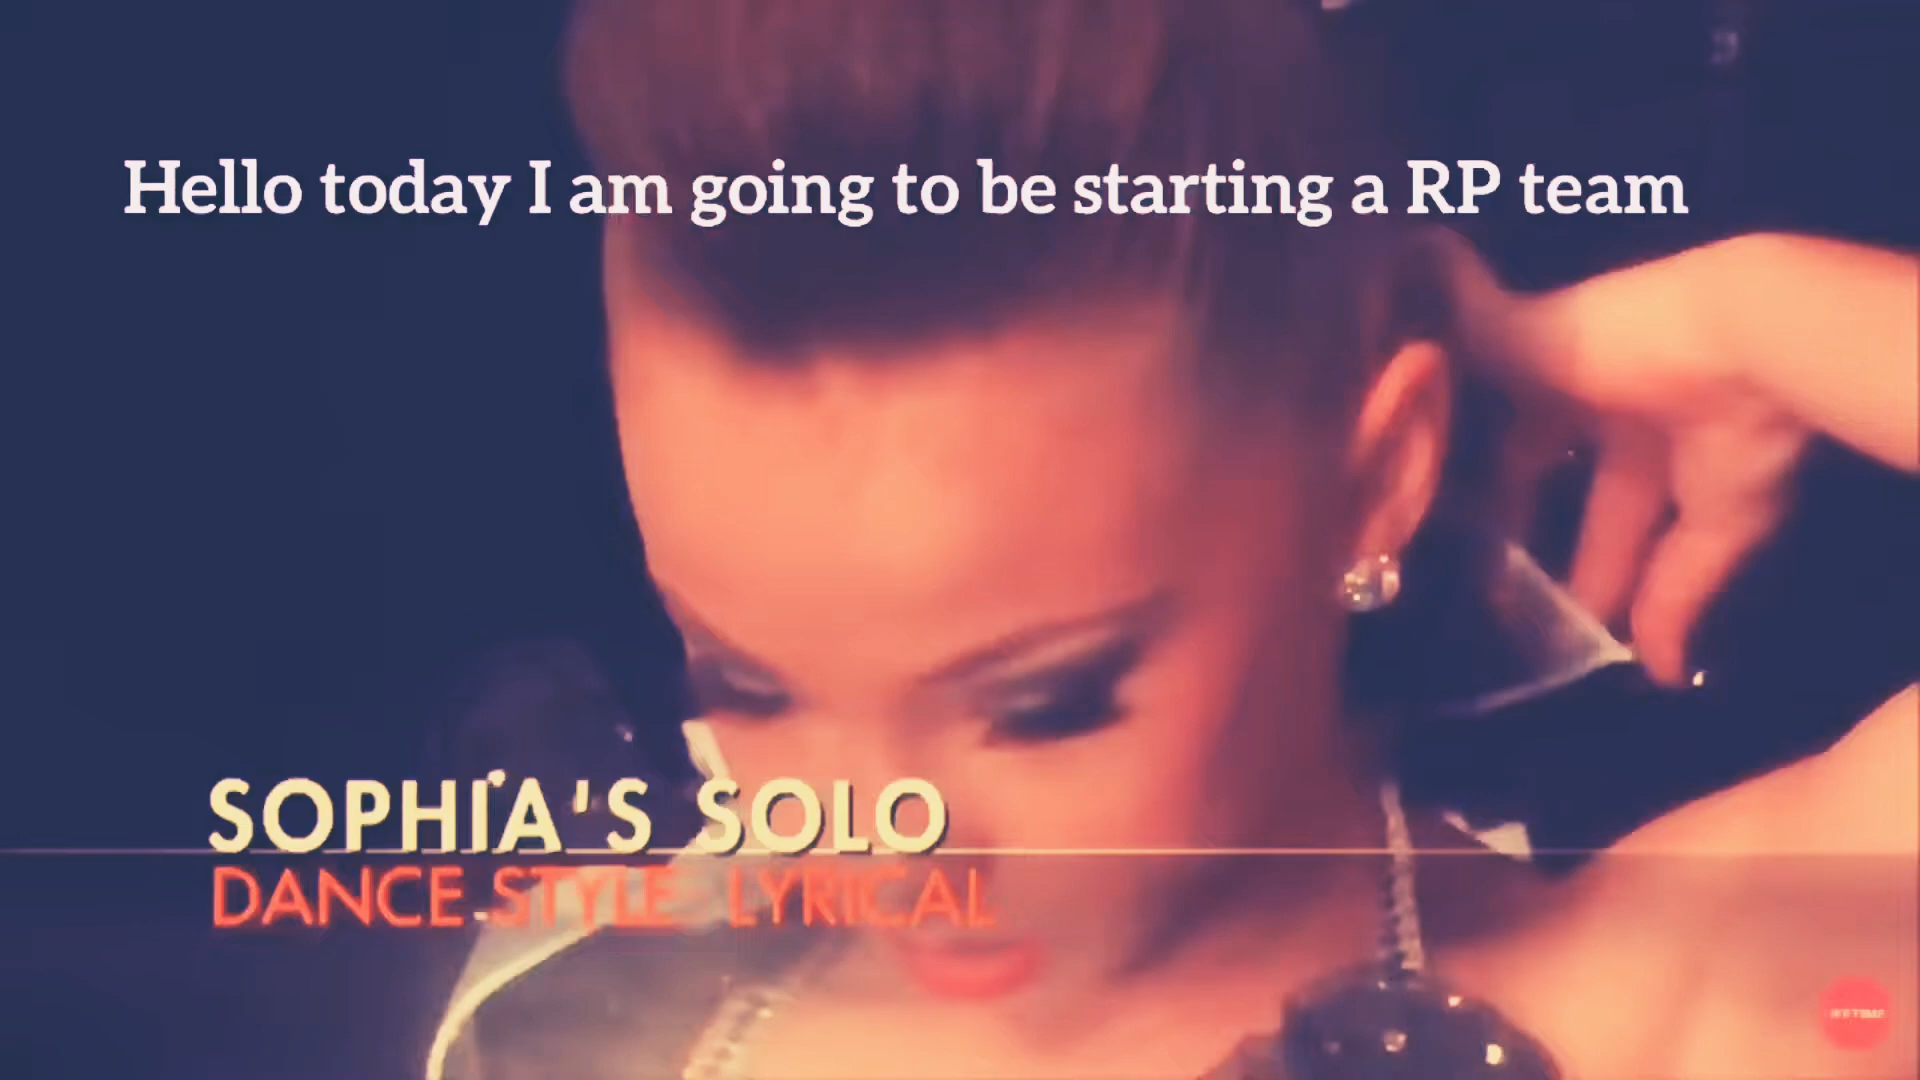 Hello today I am going to be starting a RP team
SOPHIA'S SOLO
DANCE STYLE LYRICAL